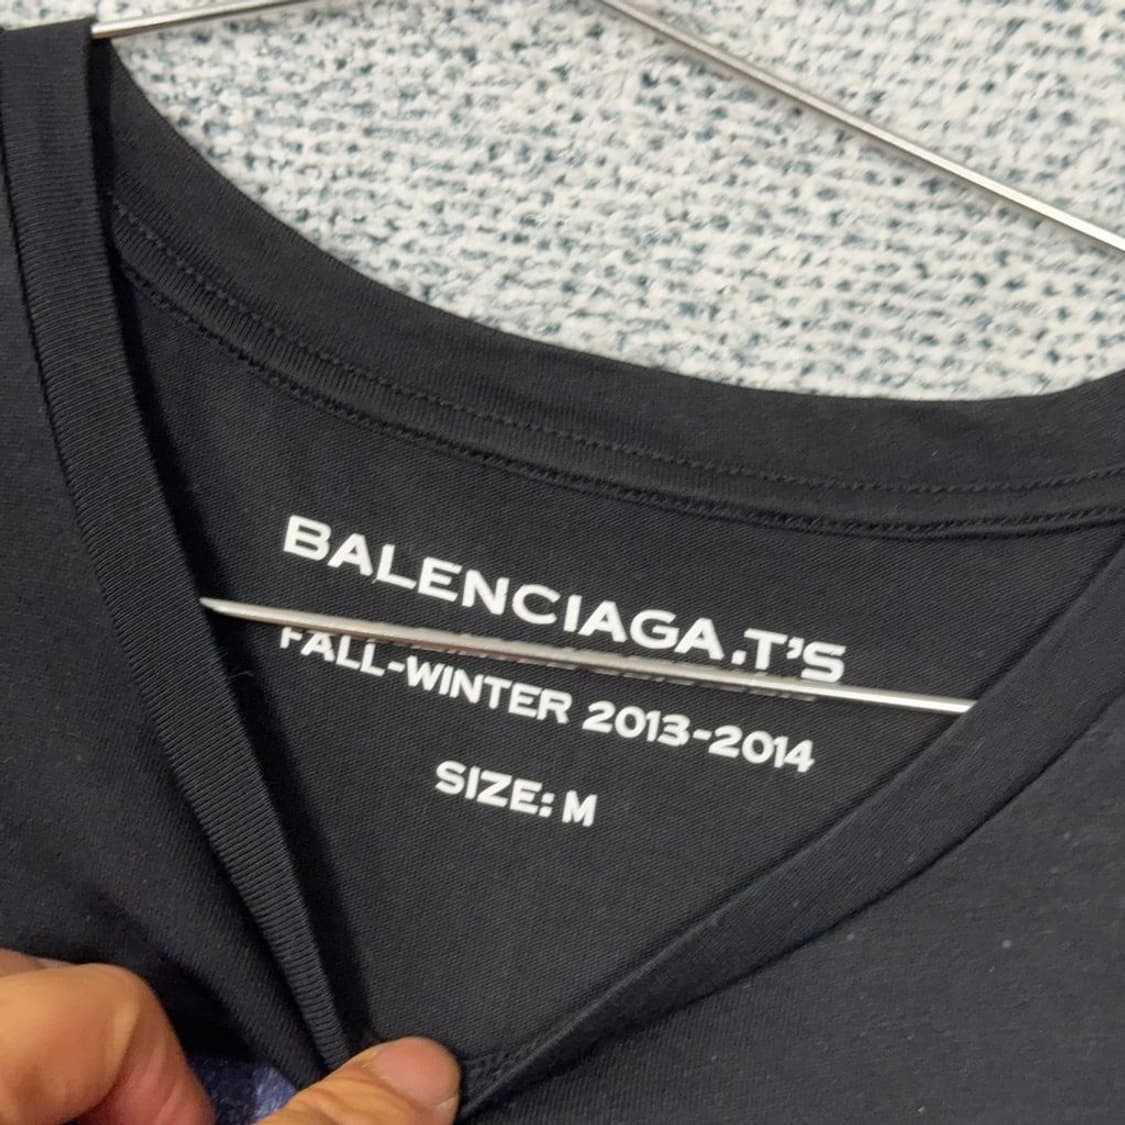 BALENCIAGA.T'S
FALL-WINTER 2013-2014
SIZE: M